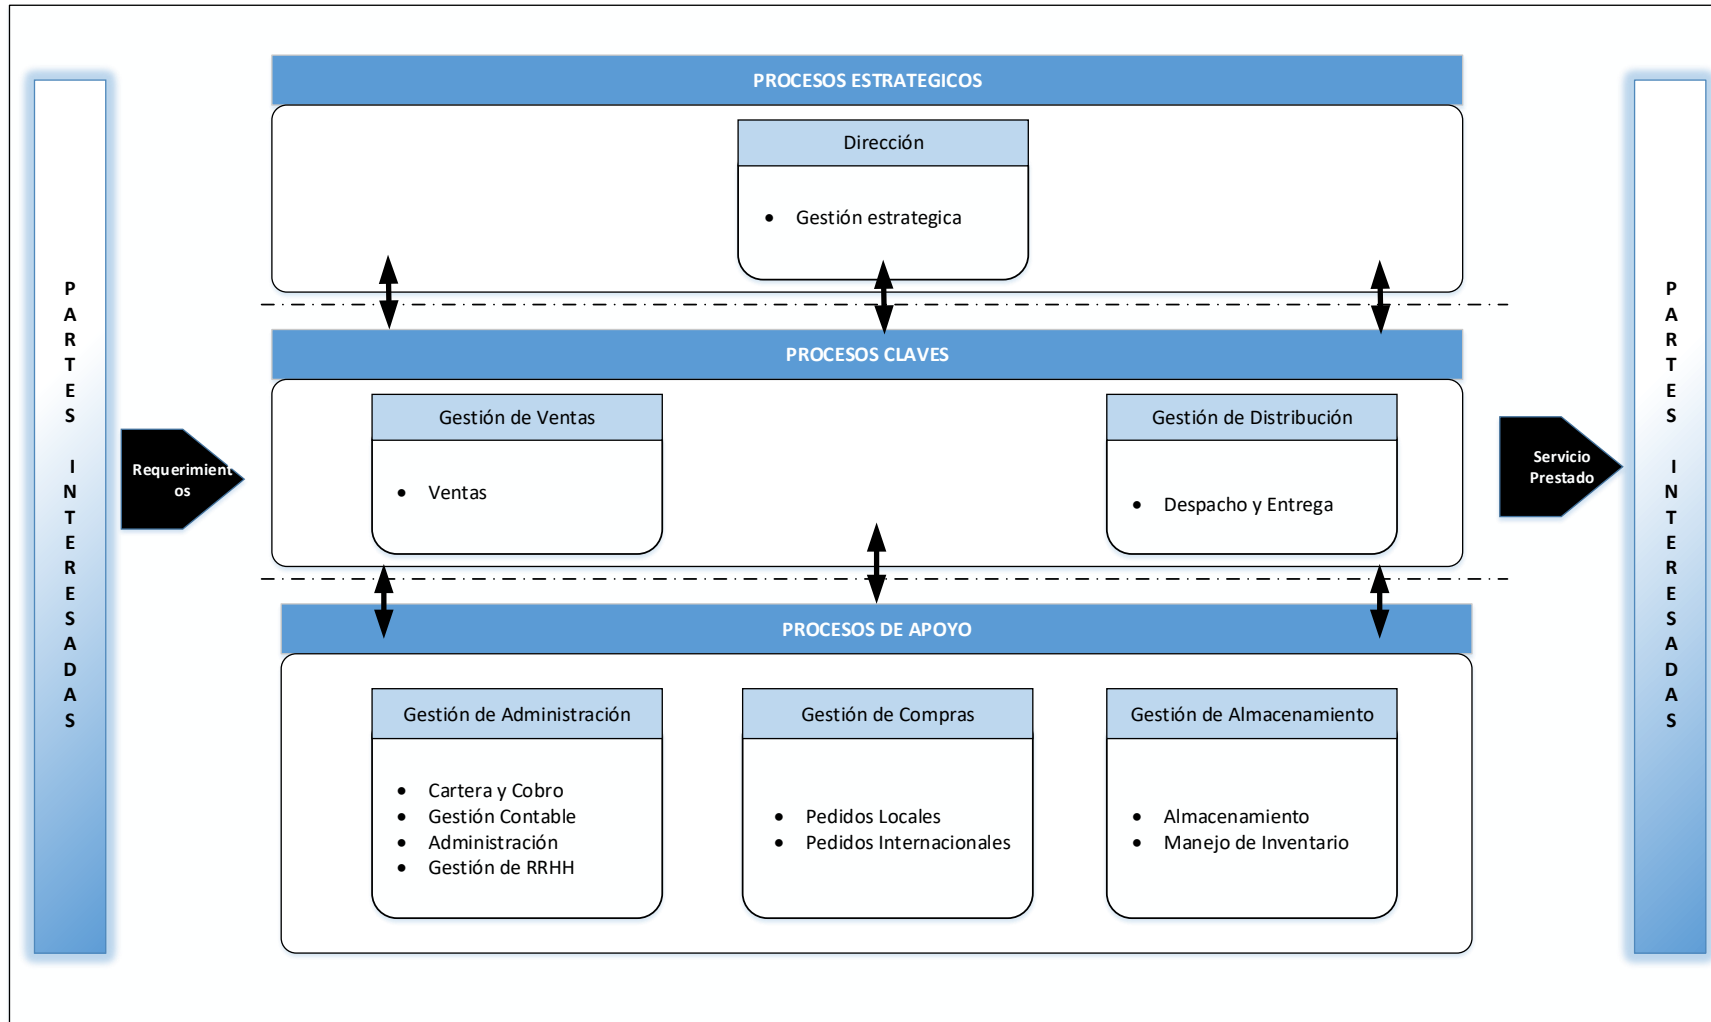 PROCESOS ESTRATEGICOS
Dirección
• Gestión estrategica
PARTES INTERESADAS
Requerimient
os
PROCESOS CLAVES
Gestión de Ventas
• Ventas
Gestión de Distribución
• Despacho y Entrega
Servicio
Prestado
PARTES INTERESADAS
PROCESOS DE APOYO
Gestión de Administración
• Cartera y Cobro
• Gestión Contable
• Administración
• Gestión de RRHH
Gestión de Compras
• Pedidos Locales
• Pedidos Internacionales
Gestión de Almacenamiento
• Almacenamiento
• Manejo de Inventario